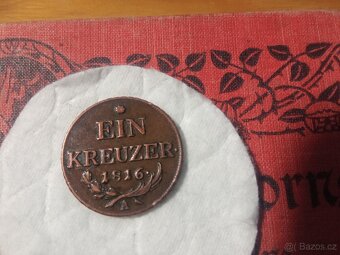 EIN
KREUZER.
1816.
A
Bazos.cz